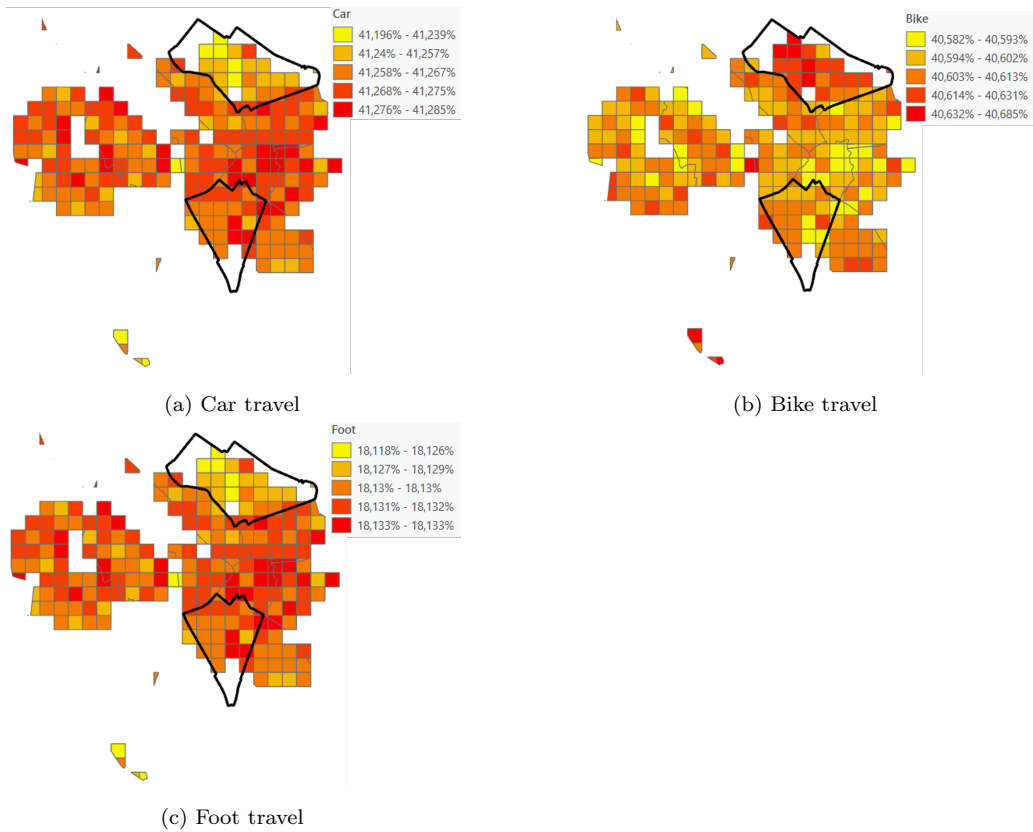 Car
41,196% - 41,239%
41,24% - 41,257%
41,258% - 41,267%
41,268% - 41,275%
41,276% - 41,285%
Bike
40,582% - 40,593%
40,594% - 40,602%
40,603% - 40,613%
40,614% - 40,631%
40,632% - 40,685%
(a) Car travel
(b) Bike travel
Foot
18,118% - 18,126%
18,127% - 18,129%
18,13% - 18,13%
18,131% - 18,132%
18,133% - 18,133%
(c) Foot travel